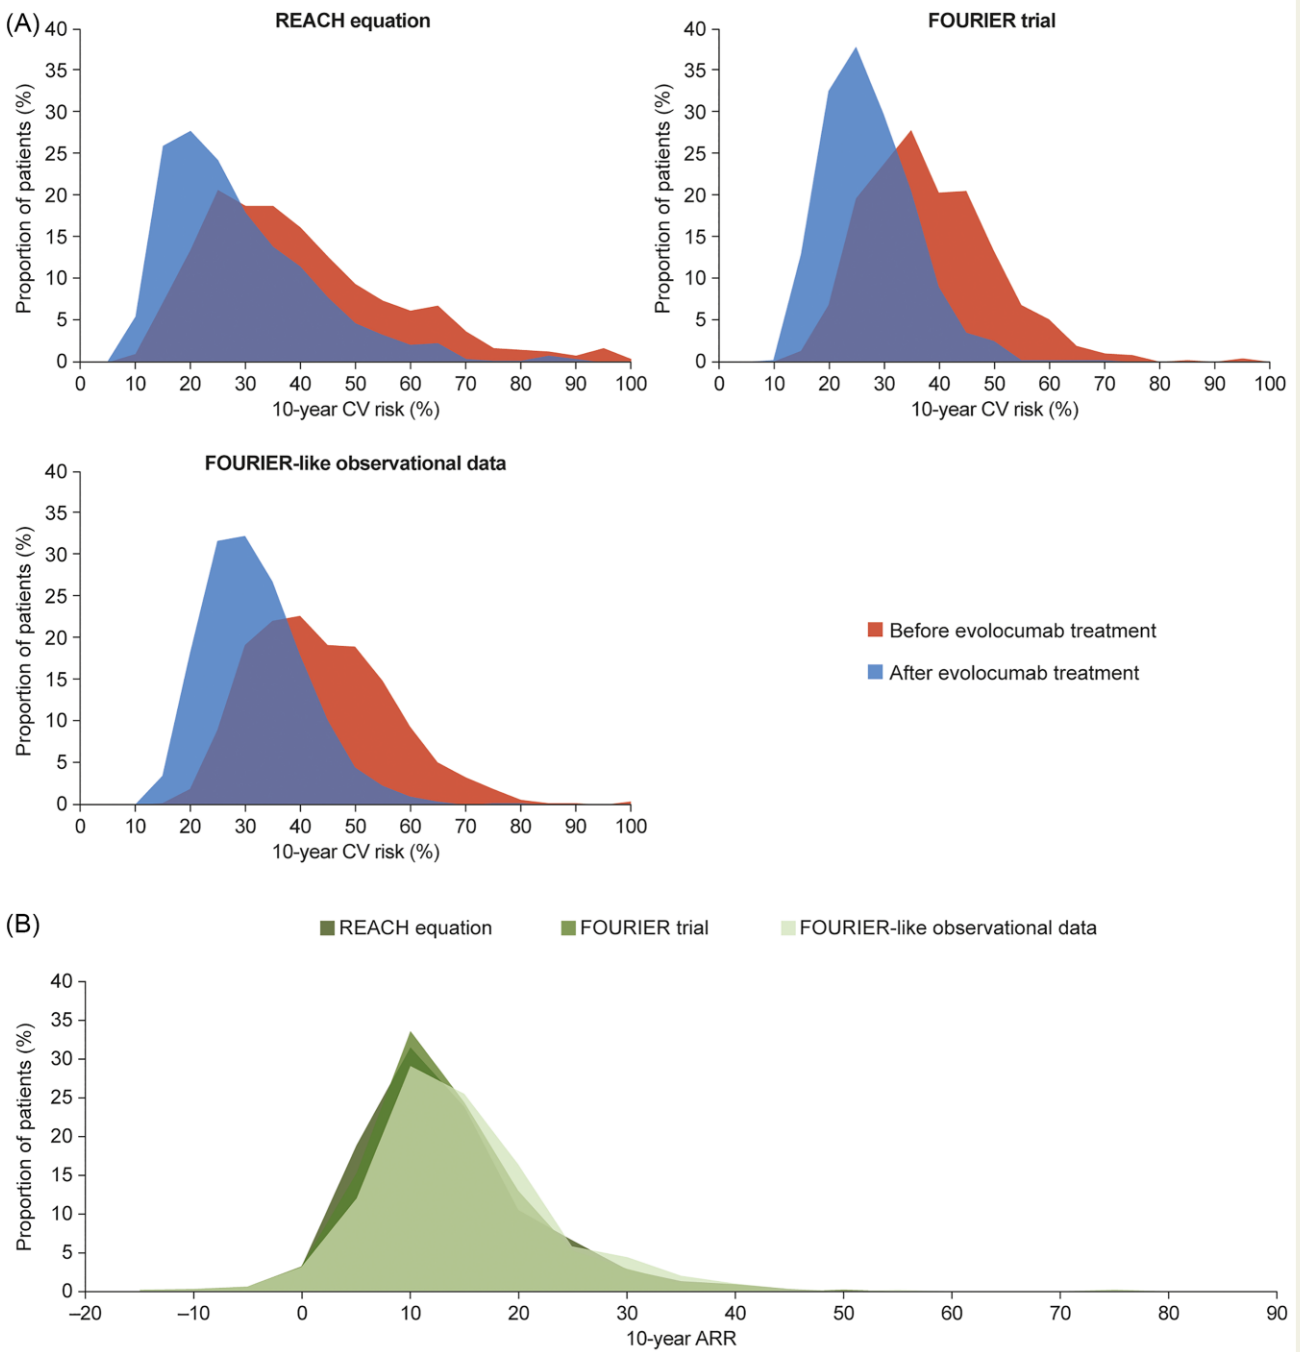 (A)
REACH equation
40
35
30
25
20
15
10
5
0
Proportion of patients (%)
0 10 20 30 40 50 60 70 80 90 100
10-year CV risk (%)
FOURIER trial
40
35
30
25
20
15
10
5
0
Proportion of patients (%)
0 10 20 30 40 50 60 70 80 90 100
10-year CV risk (%)
FOURIER-like observational data
40
35
30
25
20
15
10
5
0
Proportion of patients (%)
0 10 20 30 40 50 60 70 80 90 100
10-year CV risk (%)
Before evolocumab treatment
After evolocumab treatment
(B)
REACH equation FOURIER trial FOURIER-like observational data
40
35
30
25
20
15
10
5
0
Proportion of patients (%)
–20 –10 0 10 20 30 40 50 60 70 80 90
10-year ARR